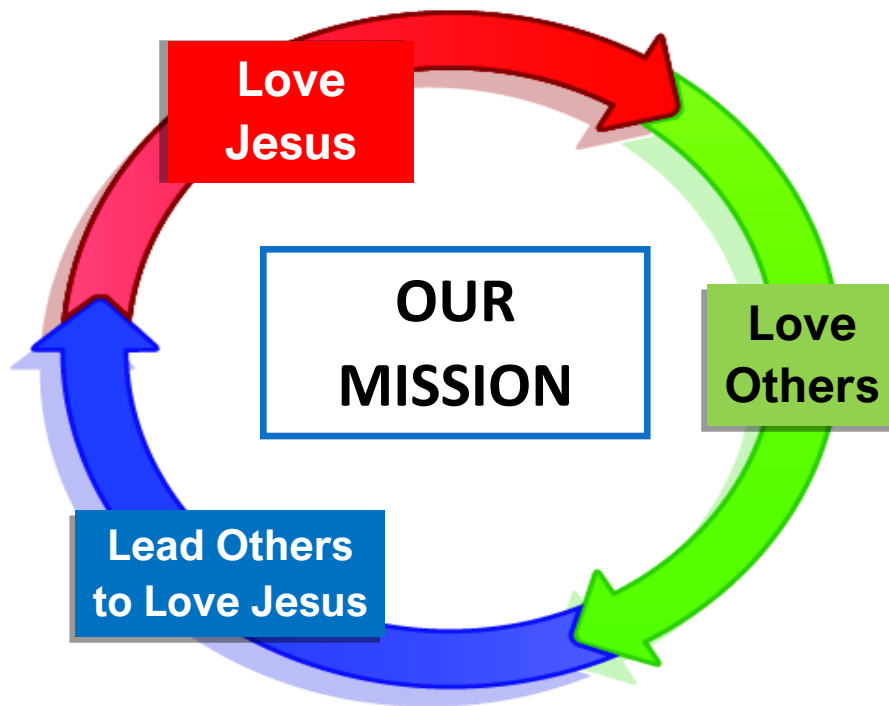 Love
Jesus
OUR
MISSION
Love
Others
Lead Others
to Love Jesus